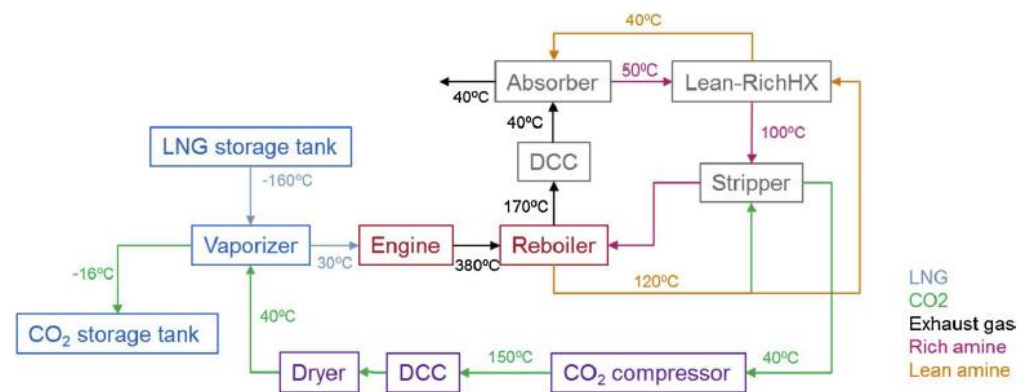 40ºC
Absorber
50ºC
Lean-RichHX
40ºC
40ºC
100ºC
LNG storage tank
DCC
Stripper
-160ºC
170ºC
Vaporizer
30ºC
Engine
380ºC
Reboiler
-16ºC
120ºC
LNG
CO2
Exhaust gas
Rich amine
Lean amine
CO₂ storage tank
40ºC
150ºC
40ºC
Dryer
DCC
CO₂ compressor